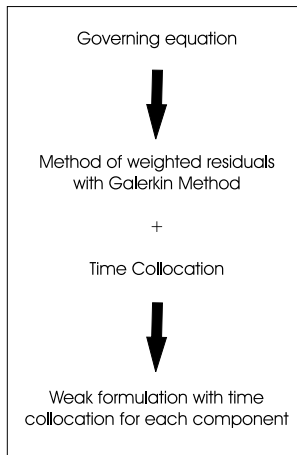 Governing equation
Method of weighted residuals
with Galerkin Method
+
Time Collocation
Weak formulation with time
collocation for each component